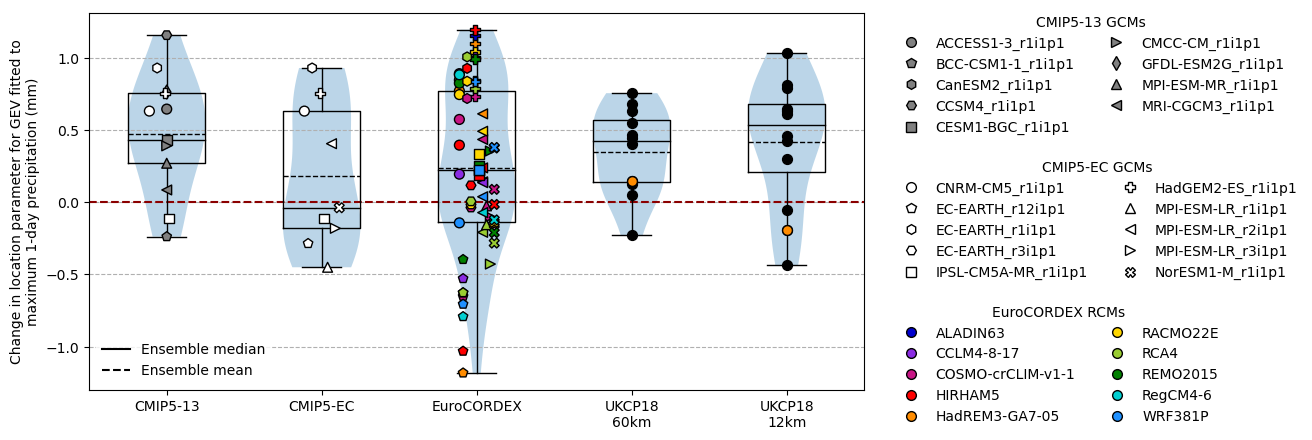 Change in location parameter for GEV fitted to
maximum 1-day precipitation (mm)
1.0
0.5
0.0
−0.5
−1.0
Ensemble median
Ensemble mean
CMIP5-13
CMIP5-EC
EuroCORDEX
UKCP18
60km
UKCP18
12km
CMIP5-13 GCMs
ACCESS1-3_r1i1p1
BCC-CSM1-1_r1i1p1
CanESM2_r1i1p1
CCSM4_r1i1p1
CESM1-BGC_r1i1p1
CMCC-CM_r1i1p1
GFDL-ESM2G_r1i1p1
MPI-ESM-MR_r1i1p1
MRI-CGCM3_r1i1p1
CMIP5-EC GCMs
CNRM-CM5_r1i1p1
EC-EARTH_r12i1p1
EC-EARTH_r1i1p1
EC-EARTH_r3i1p1
IPSL-CM5A-MR_r1i1p1
HadGEM2-ES_r1i1p1
MPI-ESM-LR_r1i1p1
MPI-ESM-LR_r2i1p1
MPI-ESM-LR_r3i1p1
NorESM1-M_r1i1p1
EuroCORDEX RCMs
ALADIN63
CCLM4-8-17
COSMO-crCLIM-v1-1
HIRHAM5
HadREM3-GA7-05
RACMO22E
RCA4
REMO2015
RegCM4-6
WRF381P